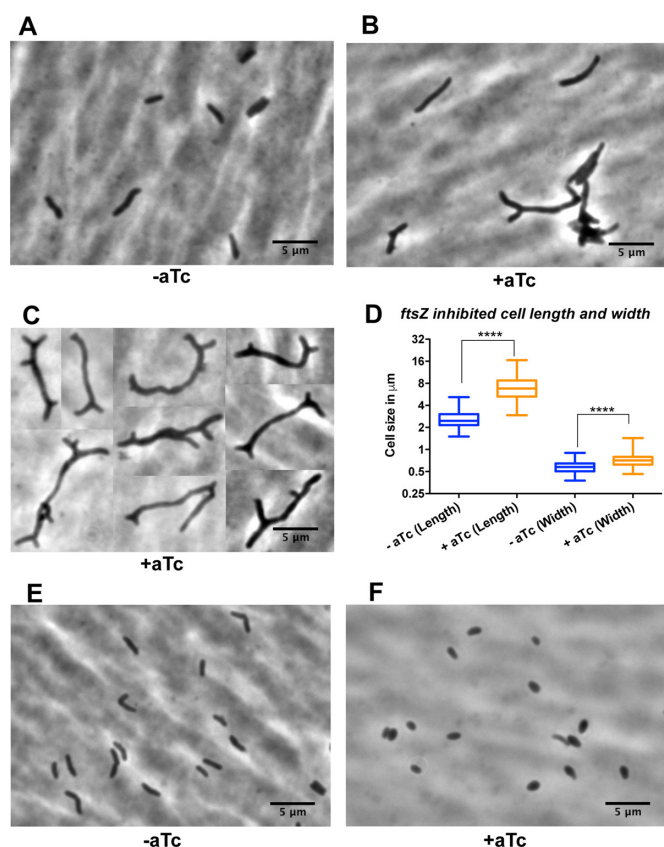 A
B
5 µm
5 µm
-aTc
+aTc
C
D
ftsZ inhibited cell length and width
Cell size in µm
32
16
8
4
2
1
0.5
0.25
****
****
- aTc (Length)
+ aTc (Length)
- aTc (Width)
+ aTc (Width)
5 µm
+aTc
E
F
5 µm
5 µm
-aTc
+aTc